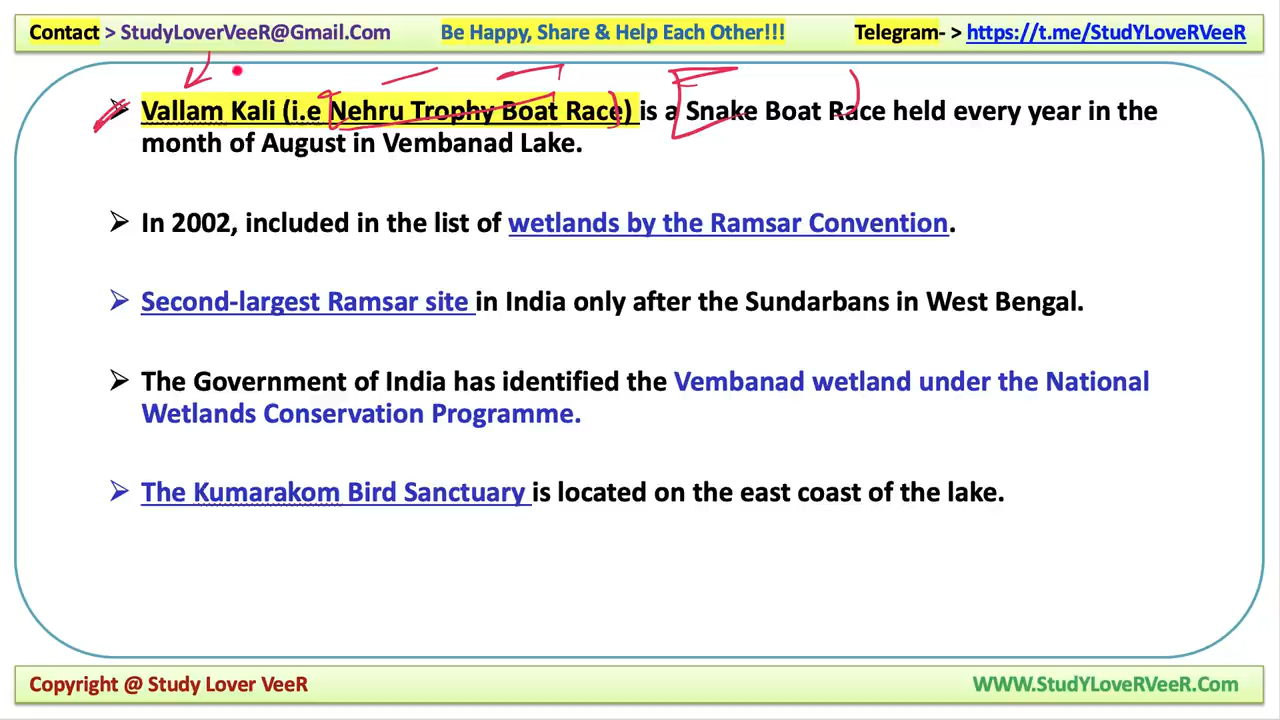 Contact > StudyLoverVeeR@Gmail.Com Be Happy, Share & Help Each Other!!! Telegram- > https://t.me/StudYLoverVeeR
➢ Vallam Kali (i.e Nehru Trophy Boat Race) is a Snake Boat Race held every year in the
month of August in Vembanad Lake.
➢ In 2002, included in the list of wetlands by the Ramsar Convention.
➢ Second-largest Ramsar site in India only after the Sundarbans in West Bengal.
➢ The Government of India has identified the Vembanad wetland under the National
Wetlands Conservation Programme.
➢ The Kumarakom Bird Sanctuary is located on the east coast of the lake.
Copyright @ Study Lover VeeR WWW.StuDYLoVeRVeeR.Com